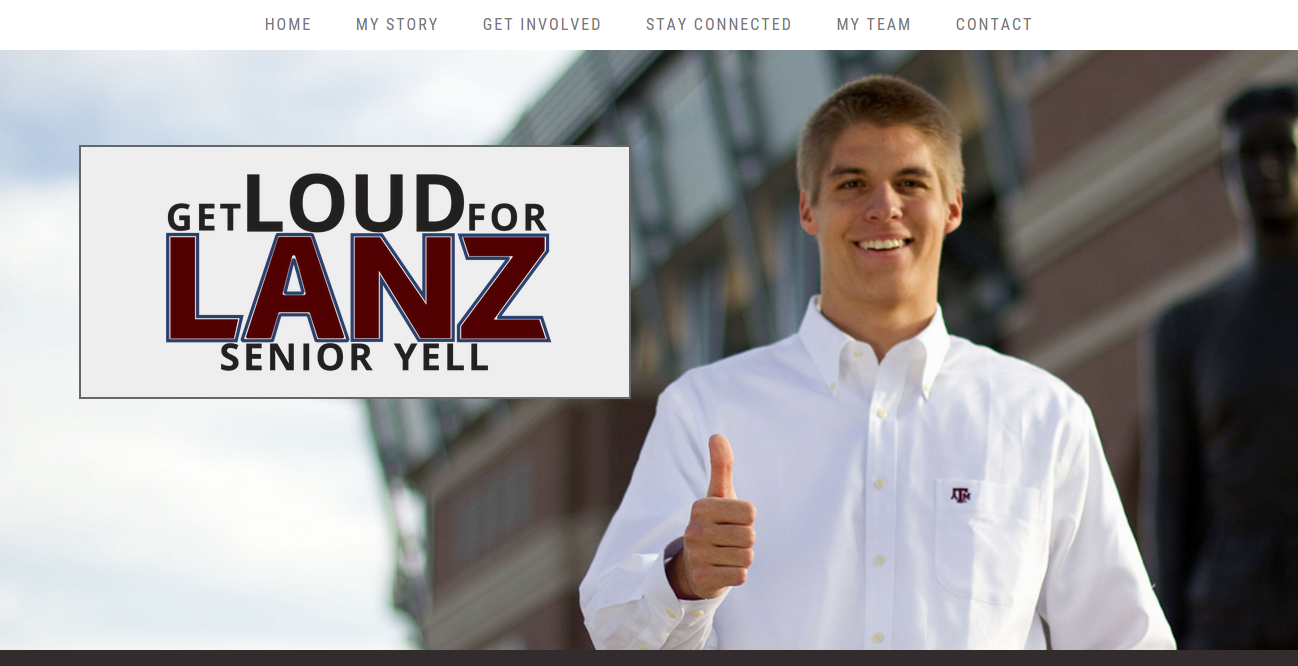 HOME MY STORY GET INVOLVED STAY CONNECTED MY TEAM CONTACT
GET LOUD FOR
LANZ
SENIOR YELL
ATM